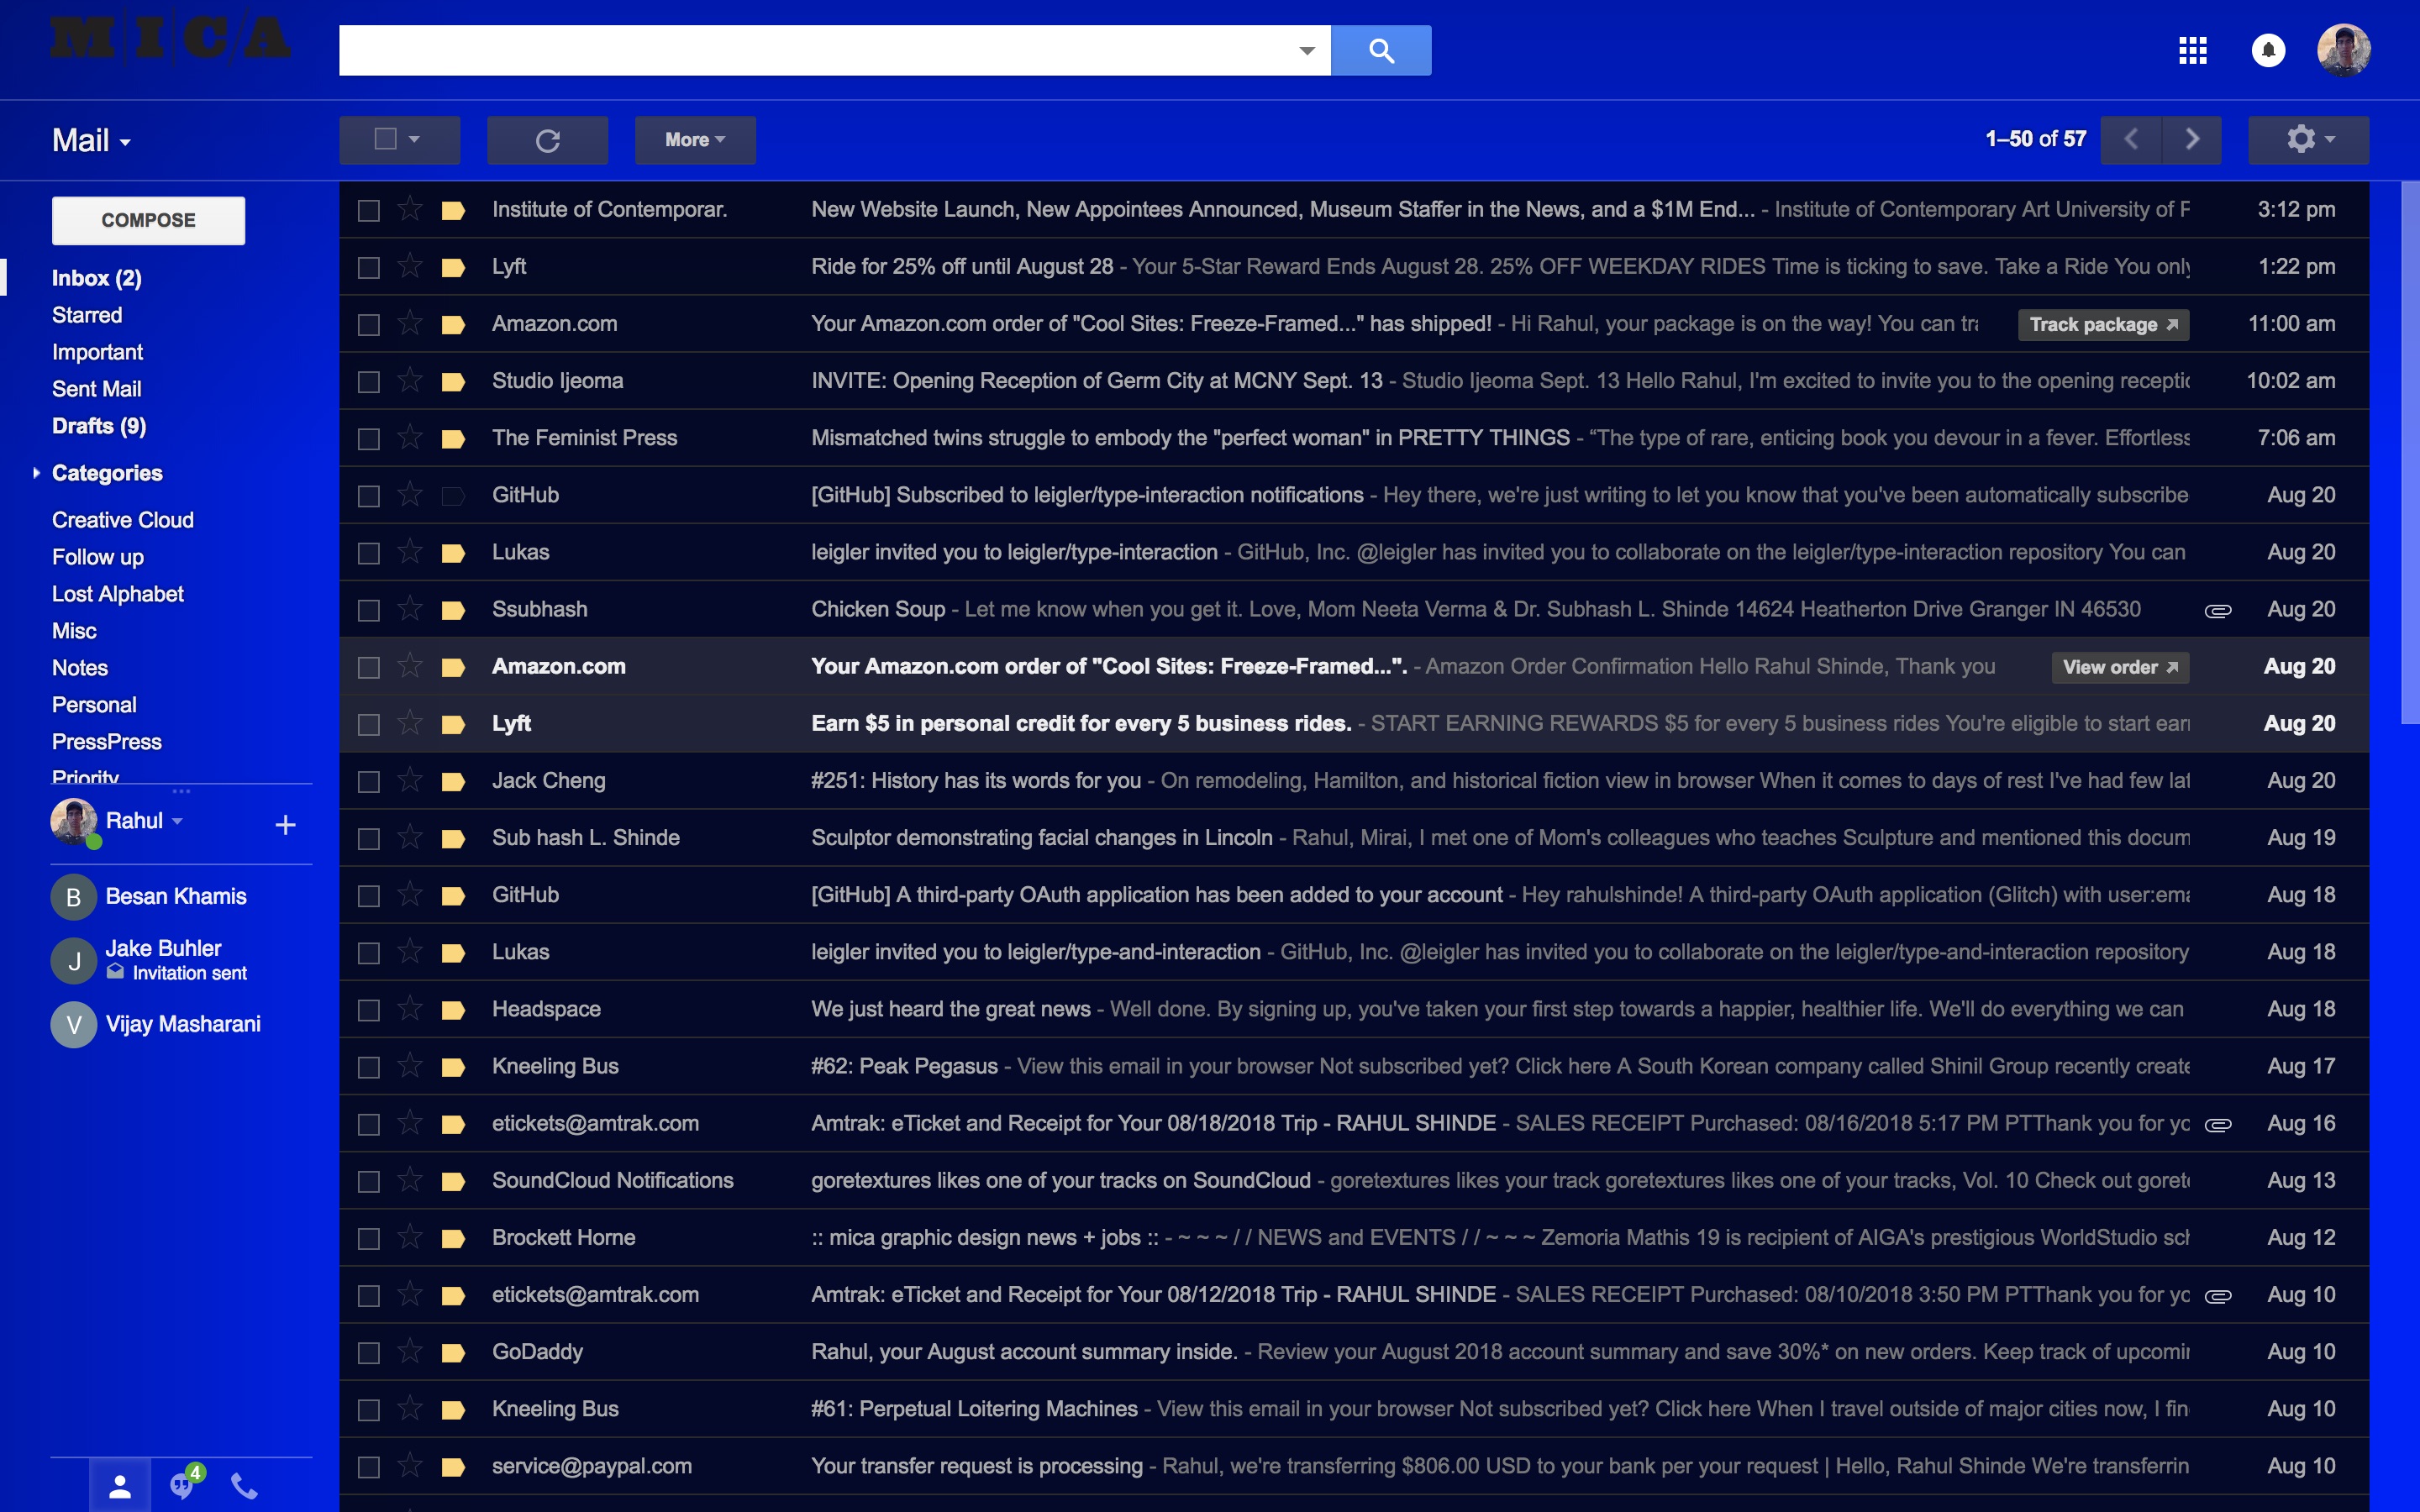 M|I|C|A
Mail
More
1–50 of 57
COMPOSE
Inbox (2)
Starred
Important
Sent Mail
Drafts (9)
Categories
Creative Cloud
Follow up
Lost Alphabet
Misc
Notes
Personal
PressPress
Priority
Rahul
B Besan Khamis
J Jake Buhler
Invitation sent
V Vijay Masharani
4
Institute of Contemporar. New Website Launch, New Appointees Announced, Museum Staffer in the News, and a $1M End... - Institute of Contemporary Art University of 3:12 pm
Lyft Ride for 25% off until August 28 - Your 5-Star Reward Ends August 28. 25% OFF WEEKDAY RIDES Time is ticking to save. Take a Ride You only 1:22 pm
Amazon.com Your Amazon.com order of "Cool Sites: Freeze-Framed..." has shipped! - Hi Rahul, your package is on the way! You can tra Track package 11:00 am
Studio Ijeoma INVITE: Opening Reception of Germ City at MCNY Sept. 13 - Studio Ijeoma Sept. 13 Hello Rahul, I'm excited to invite you to the opening receptic 10:02 am
The Feminist Press Mismatched twins struggle to embody the "perfect woman" in PRETTY THINGS - “The type of rare, enticing book you devour in a fever. Effortless 7:06 am
GitHub [GitHub] Subscribed to leigler/type-interaction notifications - Hey there, we're just writing to let you know that you've been automatically subscribe Aug 20
Lukas leigler invited you to leigler/type-interaction - GitHub, Inc. @leigler has invited you to collaborate on the leigler/type-interaction repository You can Aug 20
Ssubhash Chicken Soup - Let me know when you get it. Love, Mom Neeta Verma & Dr. Subhash L. Shinde 14624 Heatherton Drive Granger IN 46530 Aug 20
Amazon.com Your Amazon.com order of "Cool Sites: Freeze-Framed...". - Amazon Order Confirmation Hello Rahul Shinde, Thank you View order Aug 20
Lyft Earn $5 in personal credit for every 5 business rides. - START EARNING REWARDS $5 for every 5 business rides You're eligible to start earn Aug 20
Jack Cheng #251: History has its words for you - On remodeling, Hamilton, and historical fiction view in browser When it comes to days of rest I've had few lat Aug 20
Sub hash L. Shinde Sculptor demonstrating facial changes in Lincoln - Rahul, Mirai, I met one of Mom's colleagues who teaches Sculpture and mentioned this docum Aug 19
GitHub [GitHub] A third-party OAuth application has been added to your account - Hey rahulshinde! A third-party OAuth application (Glitch) with user:ema Aug 18
Lukas leigler invited you to leigler/type-and-interaction - GitHub, Inc. @leigler has invited you to collaborate on the leigler/type-and-interaction repository Aug 18
Headspace We just heard the great news - Well done. By signing up, you've taken your first step towards a happier, healthier life. We'll do everything we can Aug 18
Kneeling Bus #62: Peak Pegasus - View this email in your browser Not subscribed yet? Click here A South Korean company called Shinil Group recently create Aug 17
etickets@amtrak.com Amtrak: eTicket and Receipt for Your 08/18/2018 Trip - RAHUL SHINDE - SALES RECEIPT Purchased: 08/16/2018 5:17 PM PTThank you for yo Aug 16
SoundCloud Notifications goretextures likes one of your tracks on SoundCloud - goretextures likes your track goretextures likes one of your tracks, Vol. 10 Check out goret Aug 13
Brockett Horne :: mica graphic design news + jobs :: - ~ ~ ~ / / NEWS and EVENTS / / ~ ~ ~ Zemoria Mathis 19 is recipient of AIGA's prestigious WorldStudio sch Aug 12
etickets@amtrak.com Amtrak: eTicket and Receipt for Your 08/12/2018 Trip - RAHUL SHINDE - SALES RECEIPT Purchased: 08/10/2018 3:50 PM PTThank you for yo Aug 10
GoDaddy Rahul, your August account summary inside. - Review your August 2018 account summary and save 30%* on new orders. Keep track of upcomin Aug 10
Kneeling Bus #61: Perpetual Loitering Machines - View this email in your browser Not subscribed yet? Click here When I travel outside of major cities now, I fin Aug 10
service@paypal.com Your transfer request is processing - Rahul, we're transferring $806.00 USD to your bank per your request | Hello, Rahul Shinde We're transferrin Aug 10